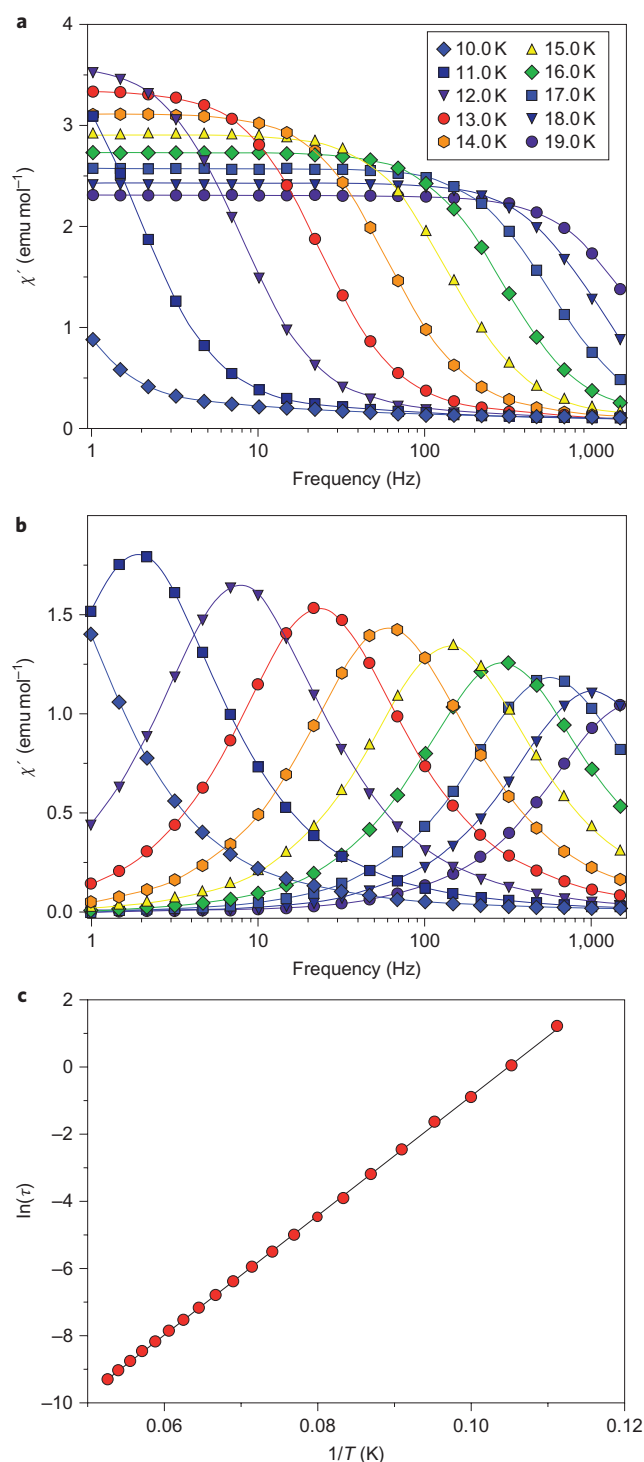 a
4
10.0 K 15.0 K
11.0 K 16.0 K
12.0 K 17.0 K
13.0 K 18.0 K
14.0 K 19.0 K
3
χ´ (emu mol⁻¹)
2
1
0
1 10 100 1,000
Frequency (Hz)
b
1.5
χ´ (emu mol⁻¹)
1.0
0.5
0.0
1 10 100 1,000
Frequency (Hz)
c
2
0
−2
ln(τ)
−4
−6
−8
−10
0.06 0.08 0.10 0.12
1/T (K)